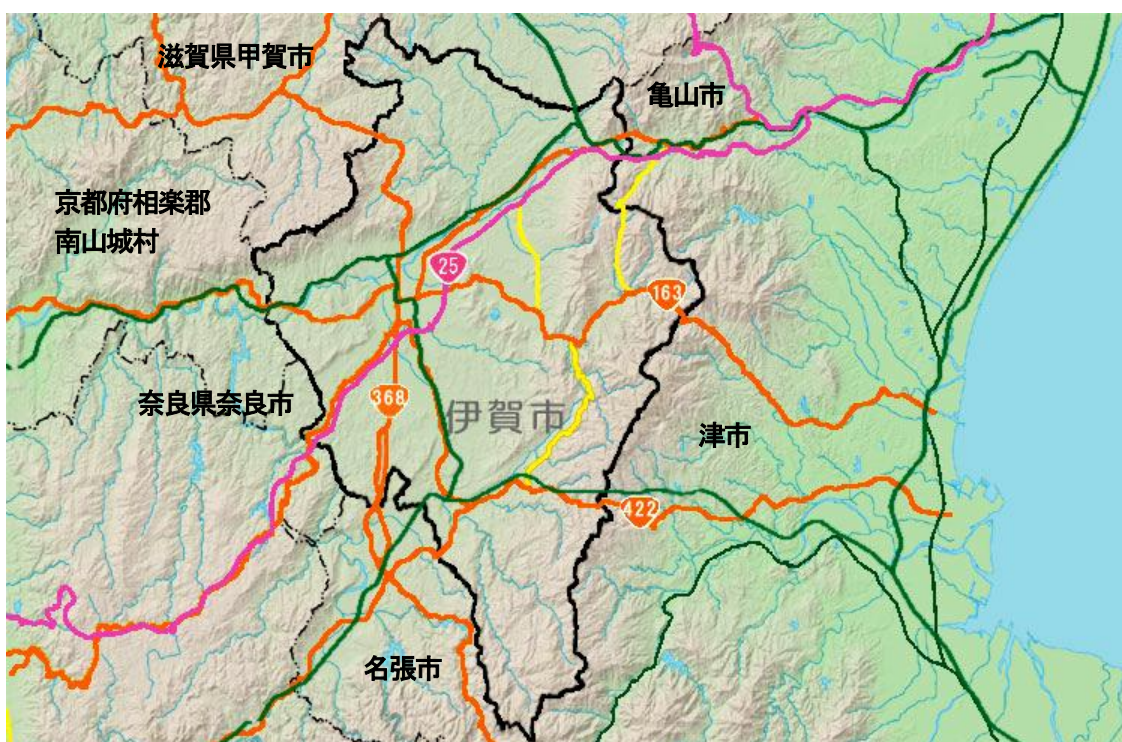 滋賀県甲賀市
亀山市
京都府相楽郡
南山城村
25
163
奈良県奈良市
368
伊賀市
津市
422
名張市